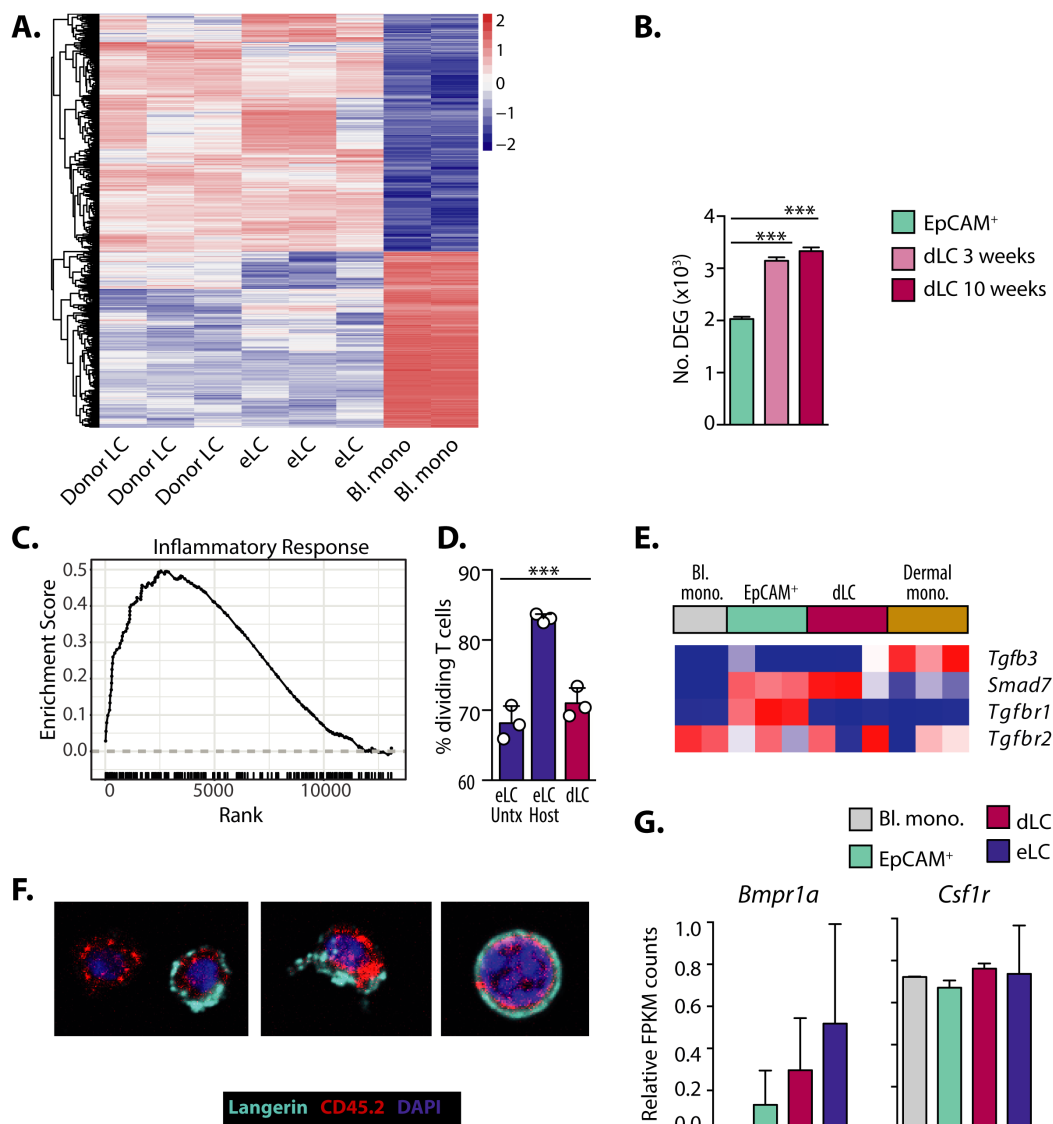 A.
2
1
0
−1
−2
Donor LC
Donor LC
Donor LC
eLC
eLC
eLC
Bl. mono
Bl. mono
B.
No. DEG (x10³)
4
3
2
1
0
***
***
EpCAM⁺
dLC 3 weeks
dLC 10 weeks
C.
Inflammatory Response
Enrichment Score
0.5
0.4
0.3
0.2
0.1
0.0
0
5000
10000
Rank
D.
% dividing T cells
90
80
70
60
***
eLC Untx
eLC Host
dLC
E.
Bl. mono.
EpCAM⁺
dLC
Dermal mono.
Tgfb3
Smad7
Tgfbr1
Tgfbr2
F.
Langerin CD45.2 DAPI
G.
Bl. mono.
EpCAM⁺
dLC
eLC
Bmpr1a
Csf1r
Relative FPKM counts
1.0
0.8
0.6
0.4
0.2
0.0